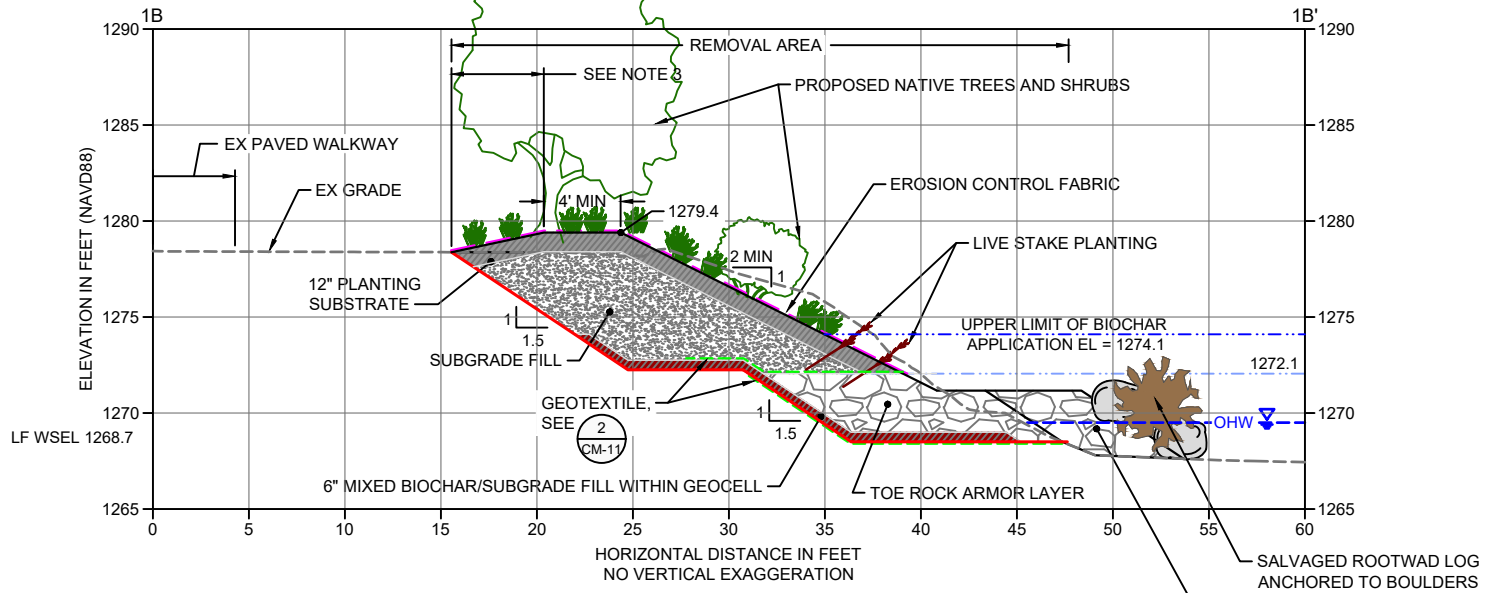 1B
1B'
1290
1290
REMOVAL AREA
SEE NOTE 3
PROPOSED NATIVE TREES AND SHRUBS
1285
1285
EX PAVED WALKWAY
EX GRADE
EROSION CONTROL FABRIC
4' MIN
1279.4
1280
1280
LIVE STAKE PLANTING
2 MIN
1
12" PLANTING
SUBSTRATE
ELEVATION IN FEET (NAVD88)
1275
1275
1
1.5
UPPER LIMIT OF BIOCHAR
APPLICATION EL = 1274.1
SUBGRADE FILL
1272.1
GEOTEXTILE,
SEE
2
CM-11
1
1.5
1270
1270
OHW
LF WSEL 1268.7
6" MIXED BIOCHAR/SUBGRADE FILL WITHIN GEOCELL
TOE ROCK ARMOR LAYER
1265
1265
0
5
10
15
20
25
30
35
40
45
50
55
60
HORIZONTAL DISTANCE IN FEET
NO VERTICAL EXAGGERATION
SALVAGED ROOTWAD LOG
ANCHORED TO BOULDERS